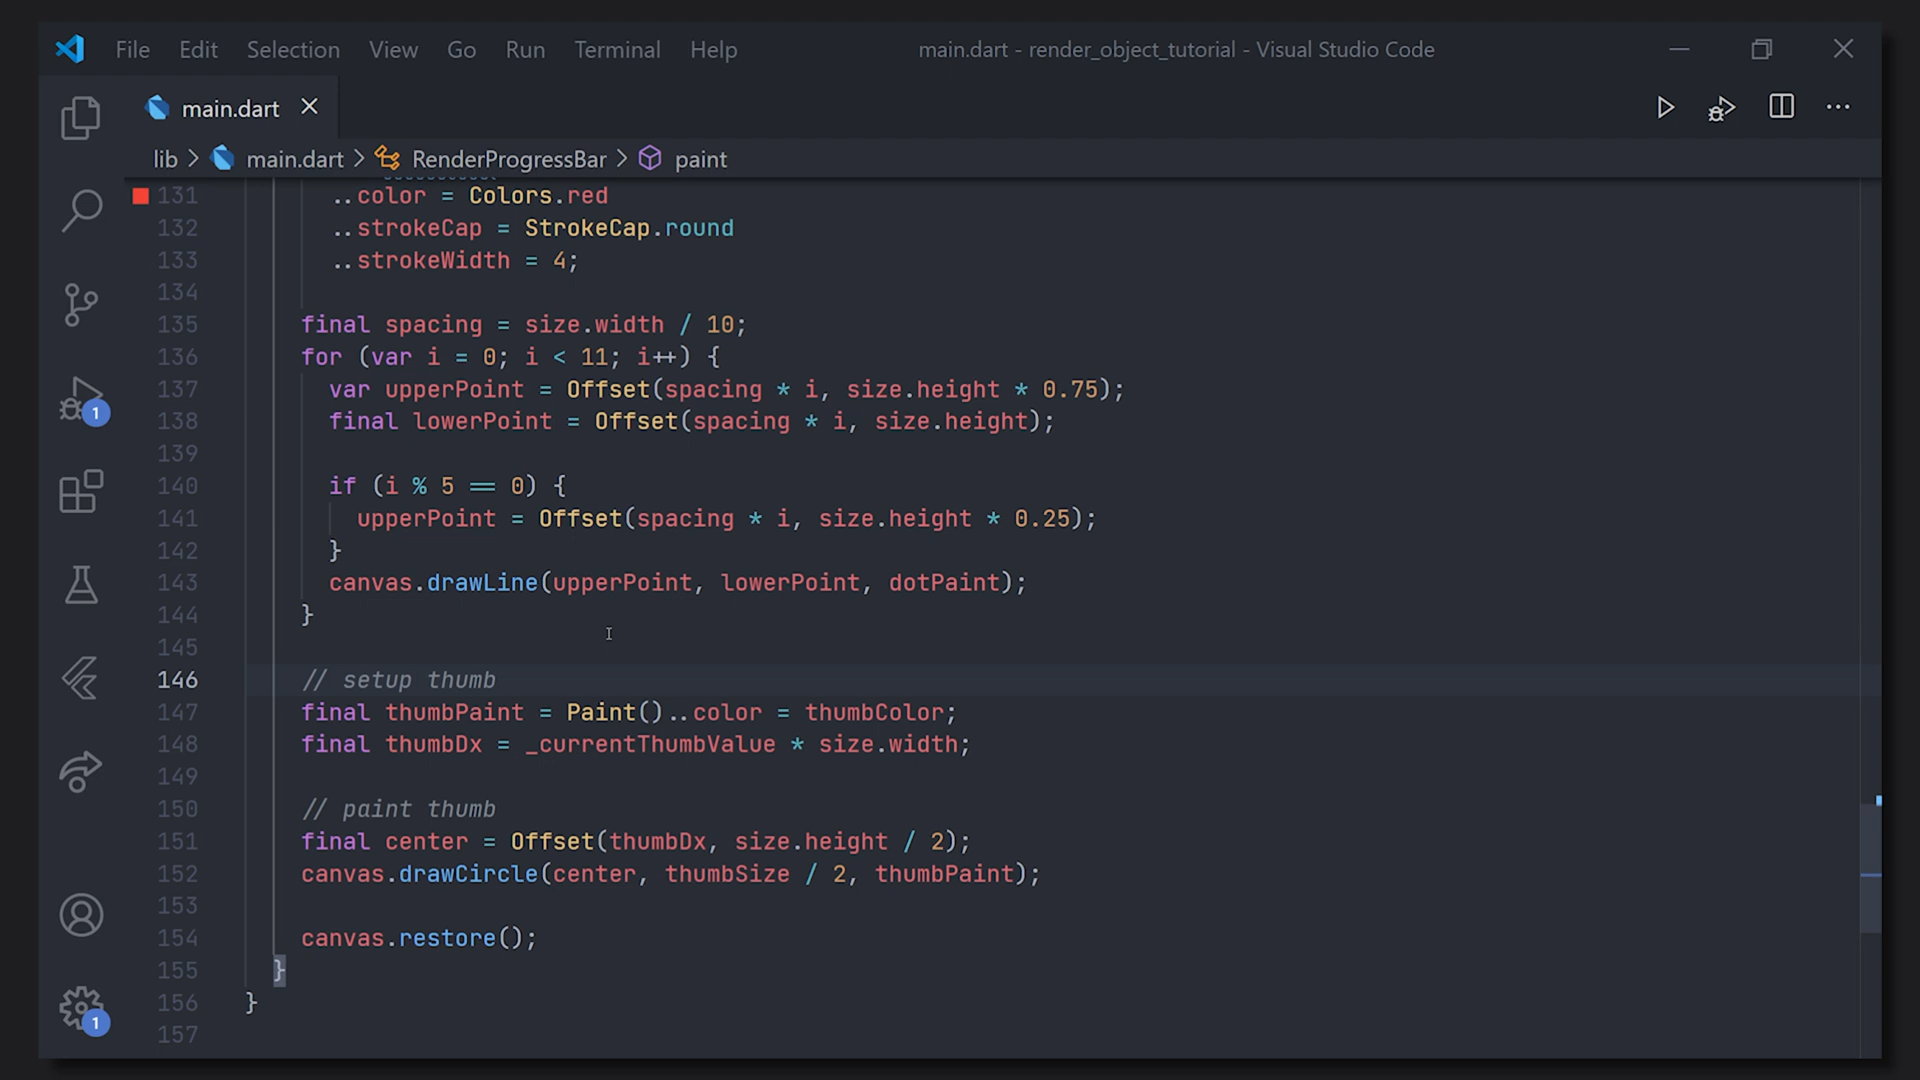 File Edit Selection View Go Run Terminal Help main.dart - render_object_tutorial - Visual Studio Code
main.dart
lib > main.dart > RenderProgressBar > paint
131 ..color = Colors.red
132 ..strokeCap = StrokeCap.round
133 ..strokeWidth = 4;
134
135 final spacing = size.width / 10;
136 for (var i = 0; i < 11; i++) {
137 var upperPoint = Offset(spacing * i, size.height * 0.75);
138 final lowerPoint = Offset(spacing * i, size.height);
139
140 if (i % 5 == 0) {
141 upperPoint = Offset(spacing * i, size.height * 0.25);
142 }
143 canvas.drawLine(upperPoint, lowerPoint, dotPaint);
144 }
145
146 // setup thumb
147 final thumbPaint = Paint()..color = thumbColor;
148 final thumbDx = _currentThumbValue * size.width;
149
150 // paint thumb
151 final center = Offset(thumbDx, size.height / 2);
152 canvas.drawCircle(center, thumbSize / 2, thumbPaint);
153
154 canvas.restore();
155 }
156 }
157
1
1